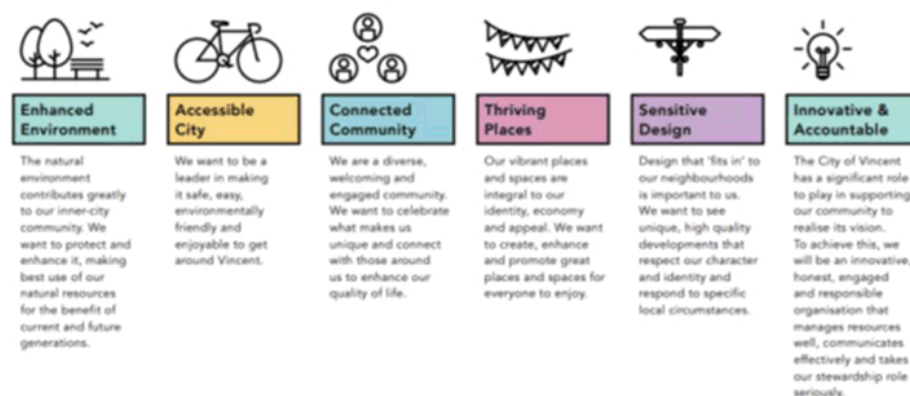 Enhanced
Environment
The natural
environment
contributes greatly
to our inner-city
community. We
want to protect and
enhance it, making
best use of our
natural resources
for the benefit of
current and future
generations.
Accessible
City
We want to be a
leader in making
it safe, easy,
environmentally
friendly and
enjoyable to get
around Vincent.
Connected
Community
We are a diverse,
welcoming and
engaged community.
We want to celebrate
what makes us
unique and connect
with those around
us to enhance our
quality of life.
Thriving
Places
Our vibrant places
and spaces are
integral to our
identity, economy
and appeal. We want
to create, enhance
and promote great
places and spaces for
everyone to enjoy.
Sensitive
Design
Design that 'fits in' to
our neighbourhoods
is important to us.
We want to see
unique, high quality
developments that
respect our character
and identity and
respond to specific
local circumstances.
Innovative &
Accountable
The City of Vincent
has a significant role
to play in supporting
our community to
realise its vision.
To achieve this, we
will be an innovative,
honest, engaged
and responsible
organisation that
manages resources
well, communicates
effectively and takes
our stewardship role
seriously.